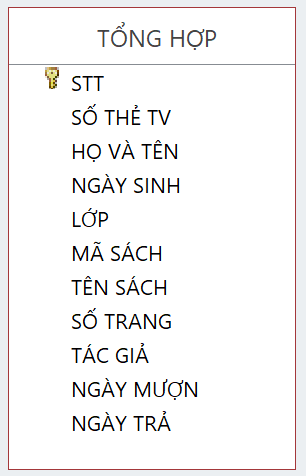 TỔNG HỢP
STT
SỐ THẺ TV
HỌ VÀ TÊN
NGÀY SINH
LỚP
MÃ SÁCH
TÊN SÁCH
SỐ TRANG
TÁC GIẢ
NGÀY MƯỢN
NGÀY TRẢ